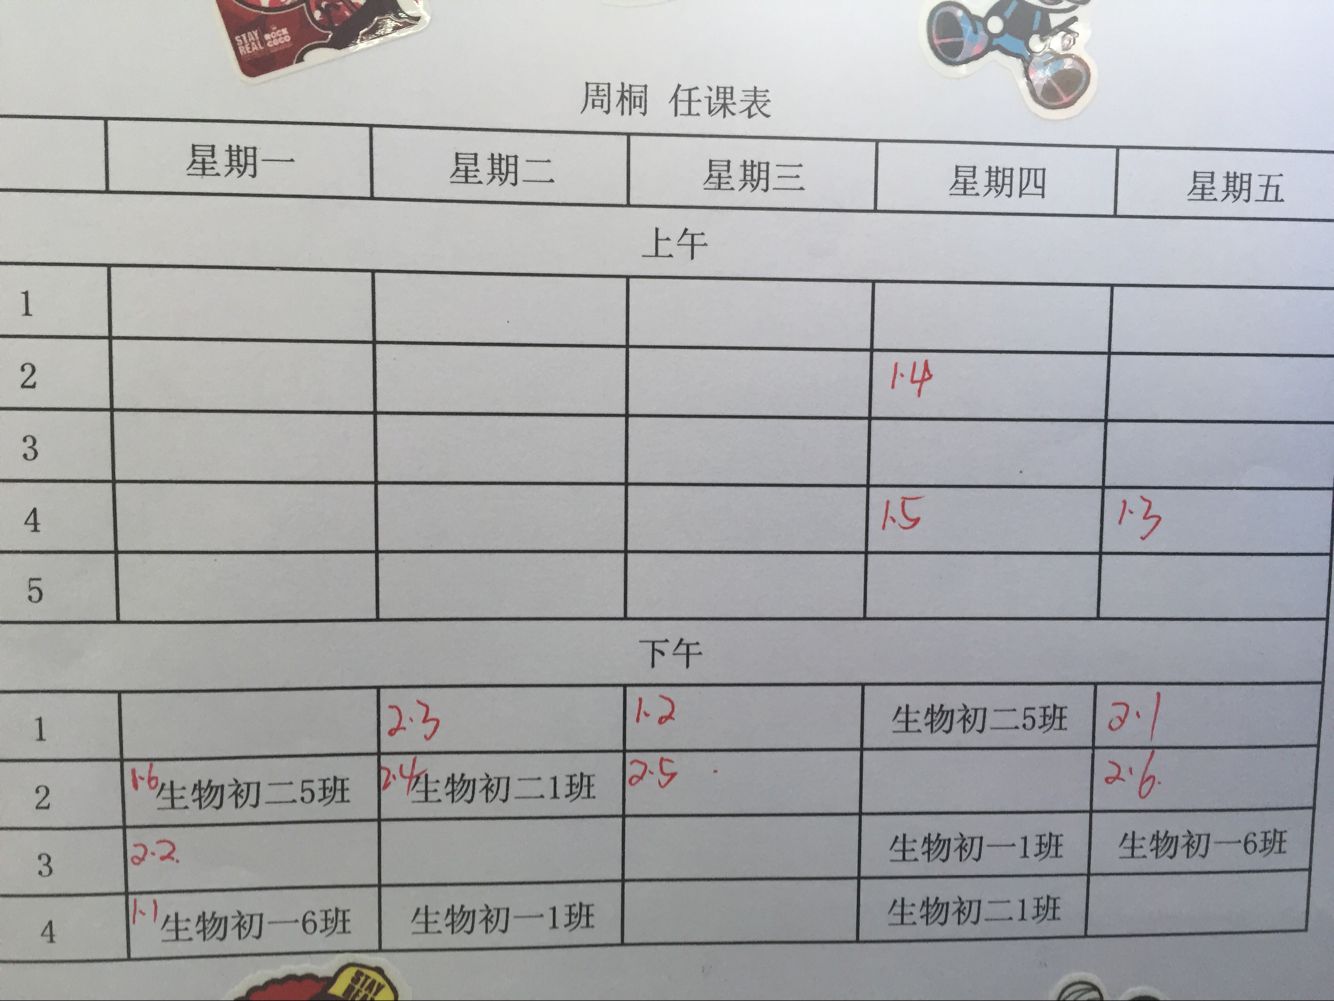 STAY REAL ROCK COCO
周桐 任课表
星期一 星期二 星期三 星期四 星期五
上午
1
2 1.4
3
4 1.5 1.3
5
下午
1 2.3 1.2 生物初二5班 2.1
2 1.6 生物初二5班 2.4 生物初二1班 2.5 2.6
3 2.2 生物初一1班 生物初一6班
4 1.1 生物初一6班 生物初一1班 生物初二1班
STAY REAL